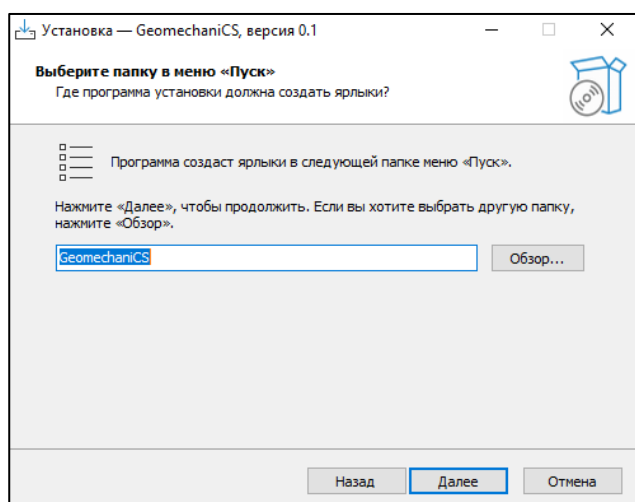 Установка — GeomechaniCS, версия 0.1
Выберите папку в меню «Пуск»
Где программа установки должна создать ярлыки?
Программа создаст ярлыки в следующей папке меню «Пуск».
Нажмите «Далее», чтобы продолжить. Если вы хотите выбрать другую папку,
нажмите «Обзор».
GeomechaniCS
Обзор...
Назад
Далее
Отмена